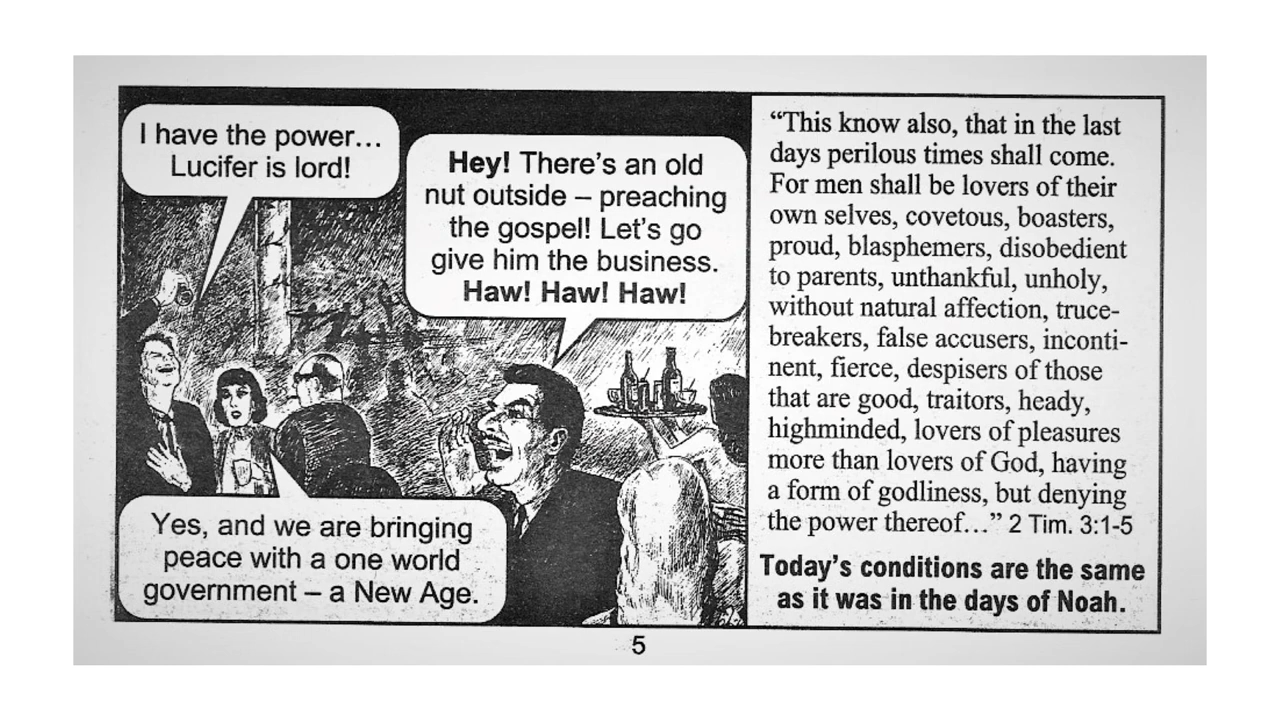 I have the power...
Lucifer is lord!
Hey! There's an old
nut outside – preaching
the gospel! Let's go
give him the business.
Haw! Haw! Haw!
Yes, and we are bringing
peace with a one world
government – a New Age.
“This know also, that in the last
days perilous times shall come.
For men shall be lovers of their
own selves, covetous, boasters,
proud, blasphemers, disobedient
to parents, unthankful, unholy,
without natural affection, truce-
breakers, false accusers, inconti-
nent, fierce, despisers of those
that are good, traitors, heady,
highminded, lovers of pleasures
more than lovers of God, having
a form of godliness, but denying
the power thereof...” 2 Tim. 3:1-5
Today's conditions are the same
as it was in the days of Noah.
5